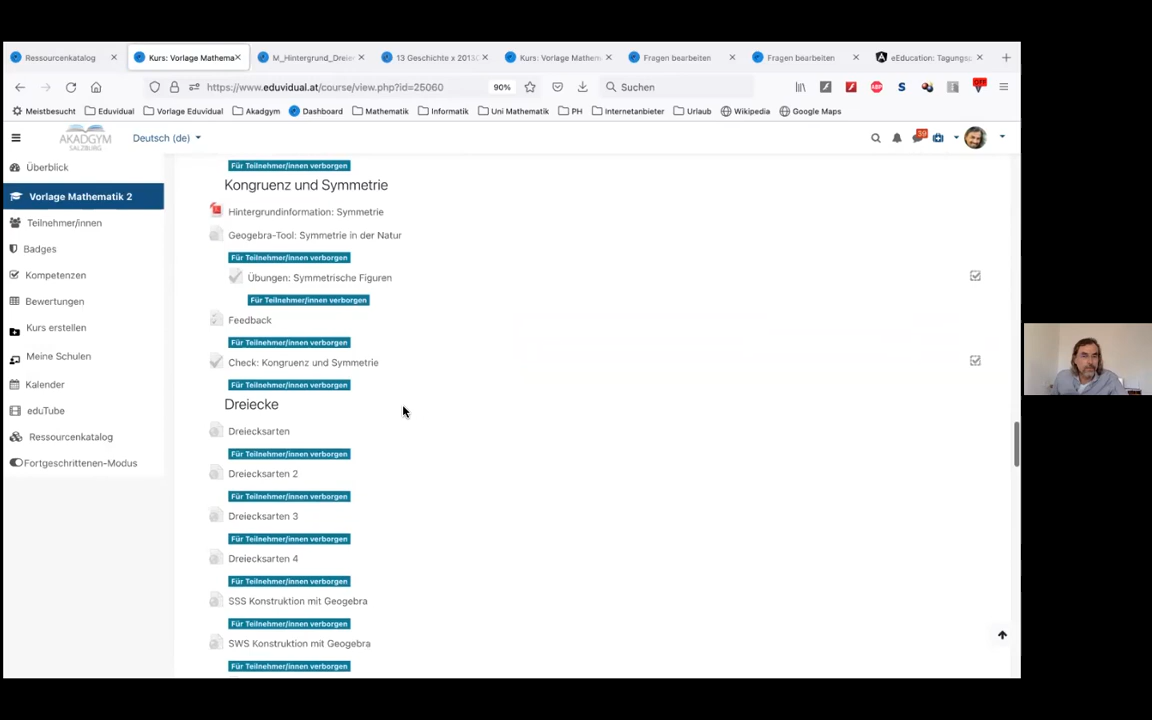 Ressourcenkatalog
Kurs: Vorlage Mathema
M_Hintergrund_Dreie
13 Geschichte x 2013
Kurs: Vorlage Mathem
Fragen bearbeiten
Fragen bearbeiten
eEducation: Tagungs
https://www.eduvidual.at/course/view.php?id=25060
90%
Suchen
Meistbesucht
Eduvidual
Vorlage Eduvidual
Akadgym
Dashboard
Mathematik
Informatik
Uni Mathematik
PH
Internetanbieter
Urlaub
Wikipedia
Google Maps
AKADGYM
SALZBURG
Deutsch (de)
Überblick
Vorlage Mathematik 2
Teilnehmer/innen
Badges
Kompetenzen
Bewertungen
Kurs erstellen
Meine Schulen
Kalender
eduTube
Ressourcenkatalog
Fortgeschrittenen-Modus
Für Teilnehmer/innen verborgen
Kongruenz und Symmetrie
Hintergrundinformation: Symmetrie
Geogebra-Tool: Symmetrie in der Natur
Für Teilnehmer/innen verborgen
Übungen: Symmetrische Figuren
Für Teilnehmer/innen verborgen
Feedback
Für Teilnehmer/innen verborgen
Check: Kongruenz und Symmetrie
Für Teilnehmer/innen verborgen
Dreiecke
Dreiecksarten
Für Teilnehmer/innen verborgen
Dreiecksarten 2
Für Teilnehmer/innen verborgen
Dreiecksarten 3
Für Teilnehmer/innen verborgen
Dreiecksarten 4
Für Teilnehmer/innen verborgen
SSS Konstruktion mit Geogebra
Für Teilnehmer/innen verborgen
SWS Konstruktion mit Geogebra
Für Teilnehmer/innen verborgen